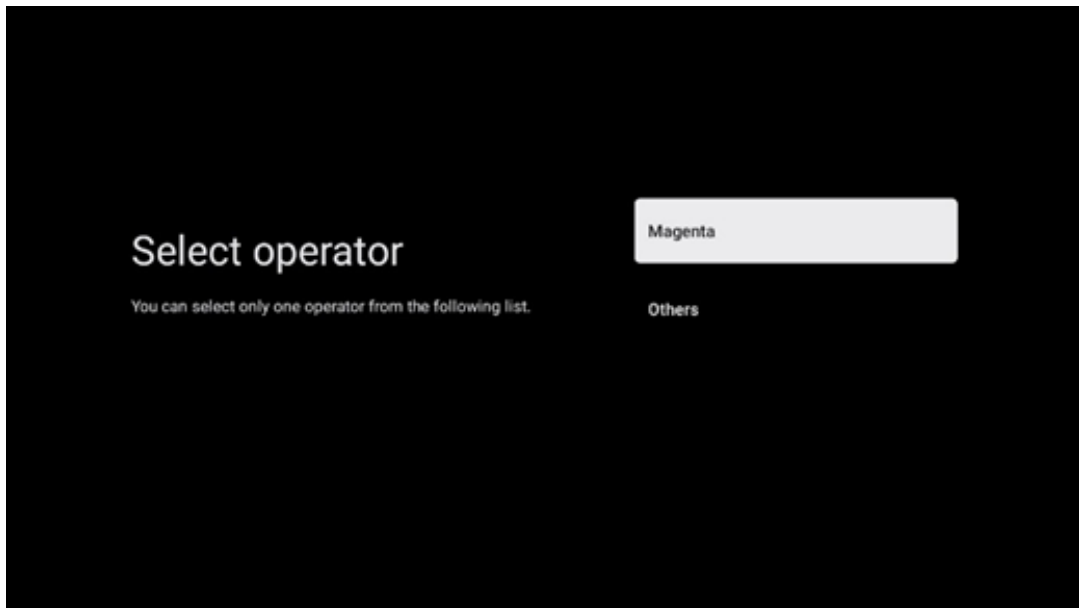 Select operator
You can select only one operator from the following list.
Magenta
Others